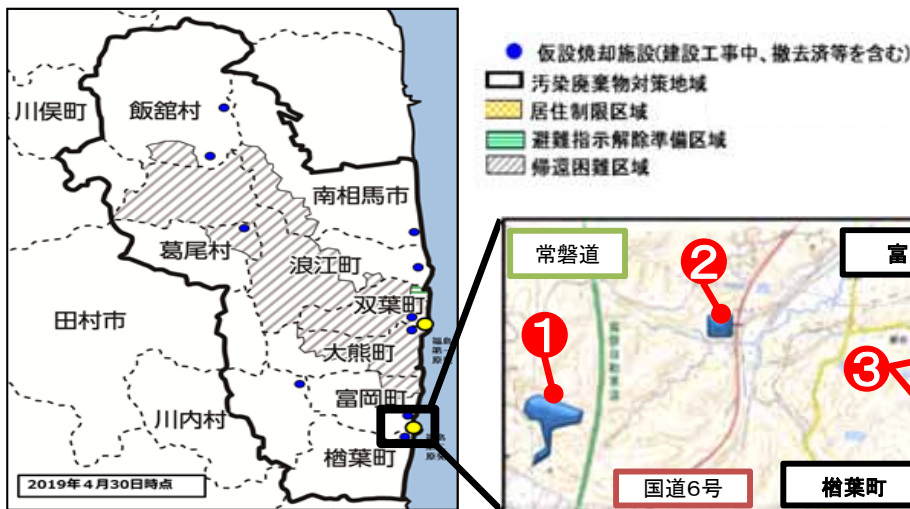 仮設焼却施設(建設工事中、撤去済等を含む)
汚染廃棄物対策地域
居住制限区域
避難指示解除準備区域
帰還困難区域
川俣町
飯舘村
南相馬市
葛尾村
浪江町
田村市
双葉町
大熊町
富岡町
川内村
楢葉町
2019年4月30日時点
常磐道
富
①
②
③
国道6号
楢葉町